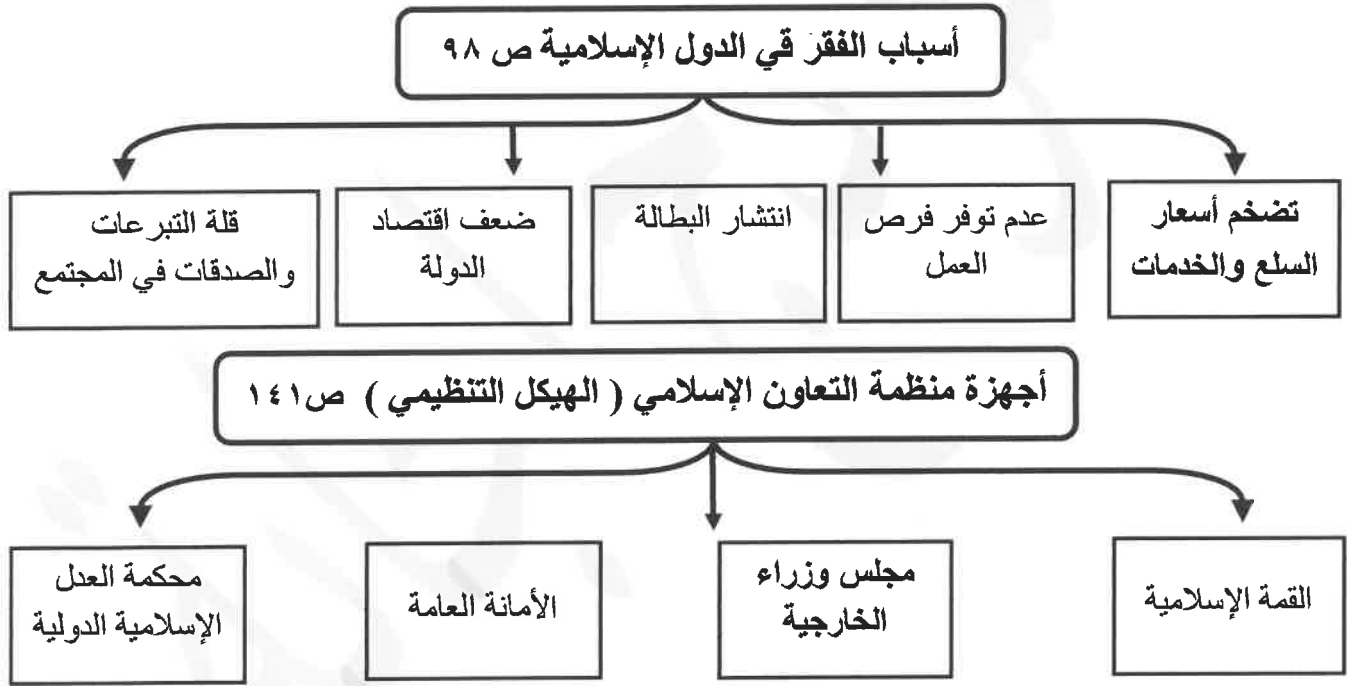 أسباب الفقر قي الدول الإسلامية ص ٩٨
تضخم أسعار
السلع والخدمات
عدم توفر فرص
العمل
انتشار البطالة
ضعف اقتصاد
الدولة
قلة التبرعات
والصدقات في المجتمع
أجهزة منظمة التعاون الإسلامي ( الهيكل التنظيمي ) ص١٤١
القمة الإسلامية
مجلس وزراء
الخارجية
الأمانة العامة
محكمة العدل
الإسلامية الدولية